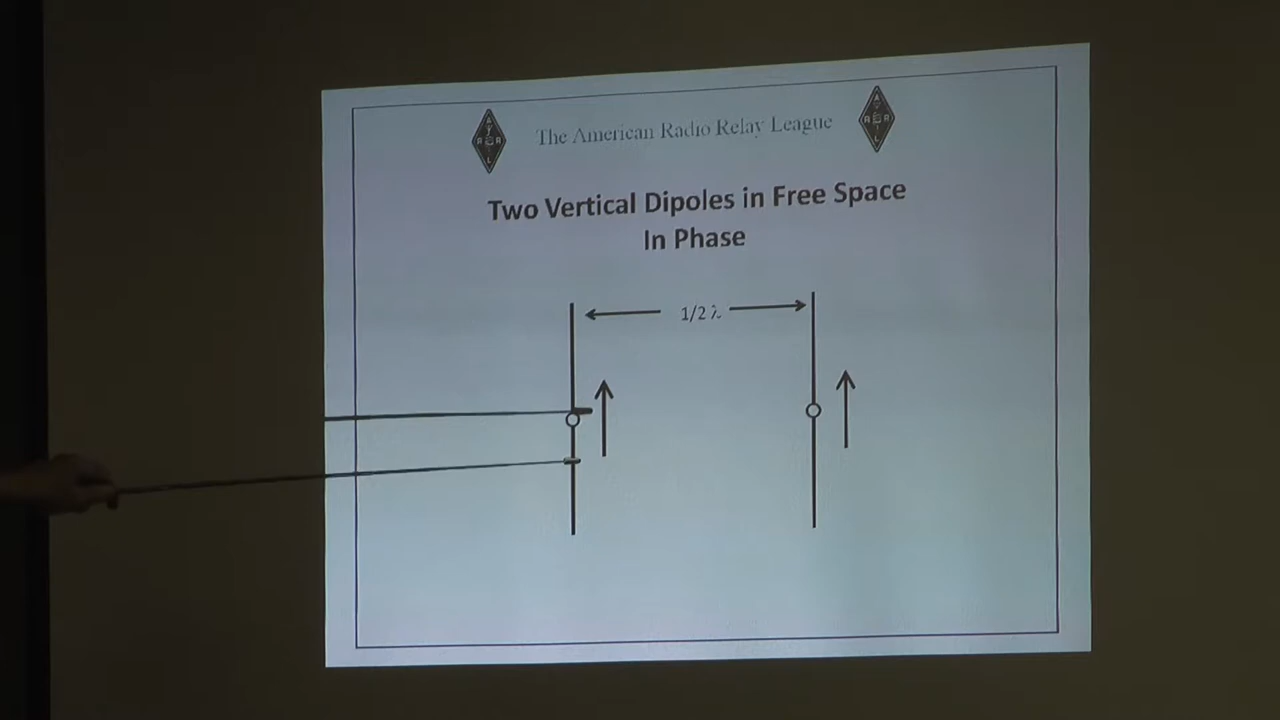 The American Radio Relay League
Two Vertical Dipoles in Free Space
In Phase
1/2 λ